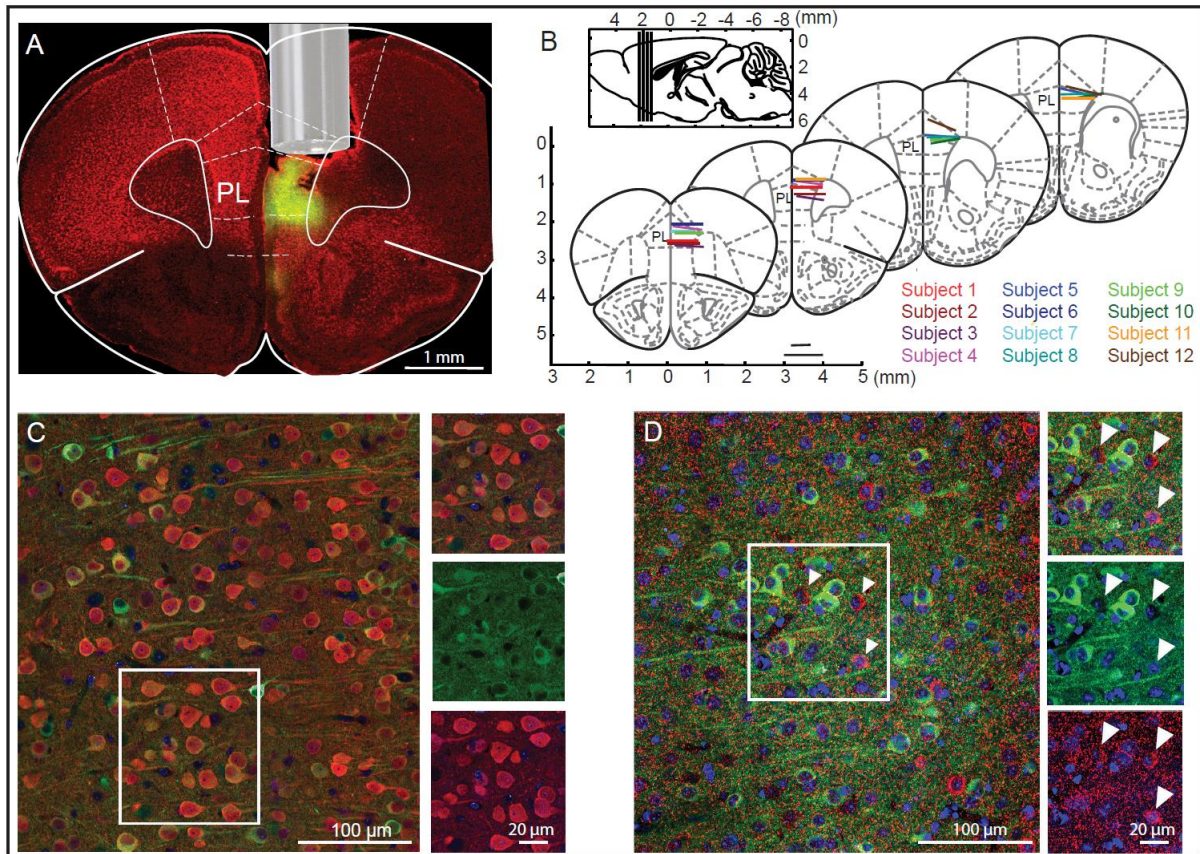 A
PL
1 mm
B
4 2 0 -2 -4 -6 -8 (mm)
0
2
4
6
0
1
2
3
4
5
PL
PL
PL
PL
3 2 1 0 1 2 3 4 5 (mm)
Subject 1 Subject 5 Subject 9
Subject 2 Subject 6 Subject 10
Subject 3 Subject 7 Subject 11
Subject 4 Subject 8 Subject 12
C
100 µm
20 µm
D
100 µm
20 µm